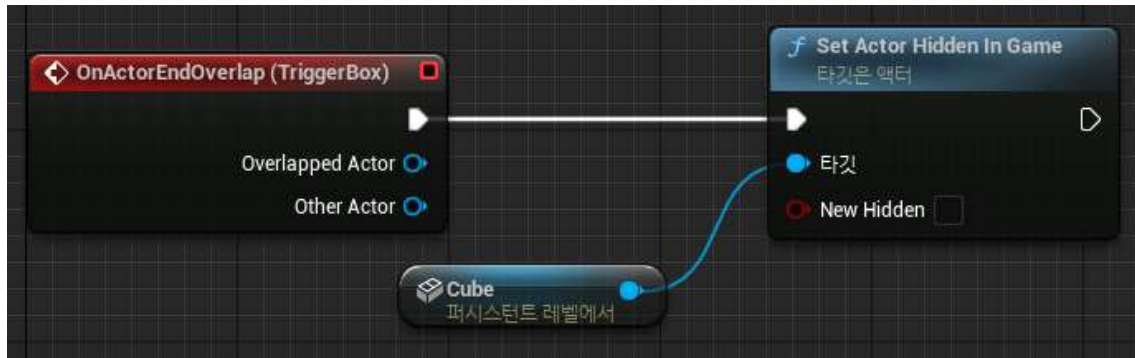 OnActorEndOverlap (TriggerBox)
Overlapped Actor
Other Actor
Cube
퍼시스턴트 레벨에서
f Set Actor Hidden In Game
타깃은 액터
타깃
New Hidden